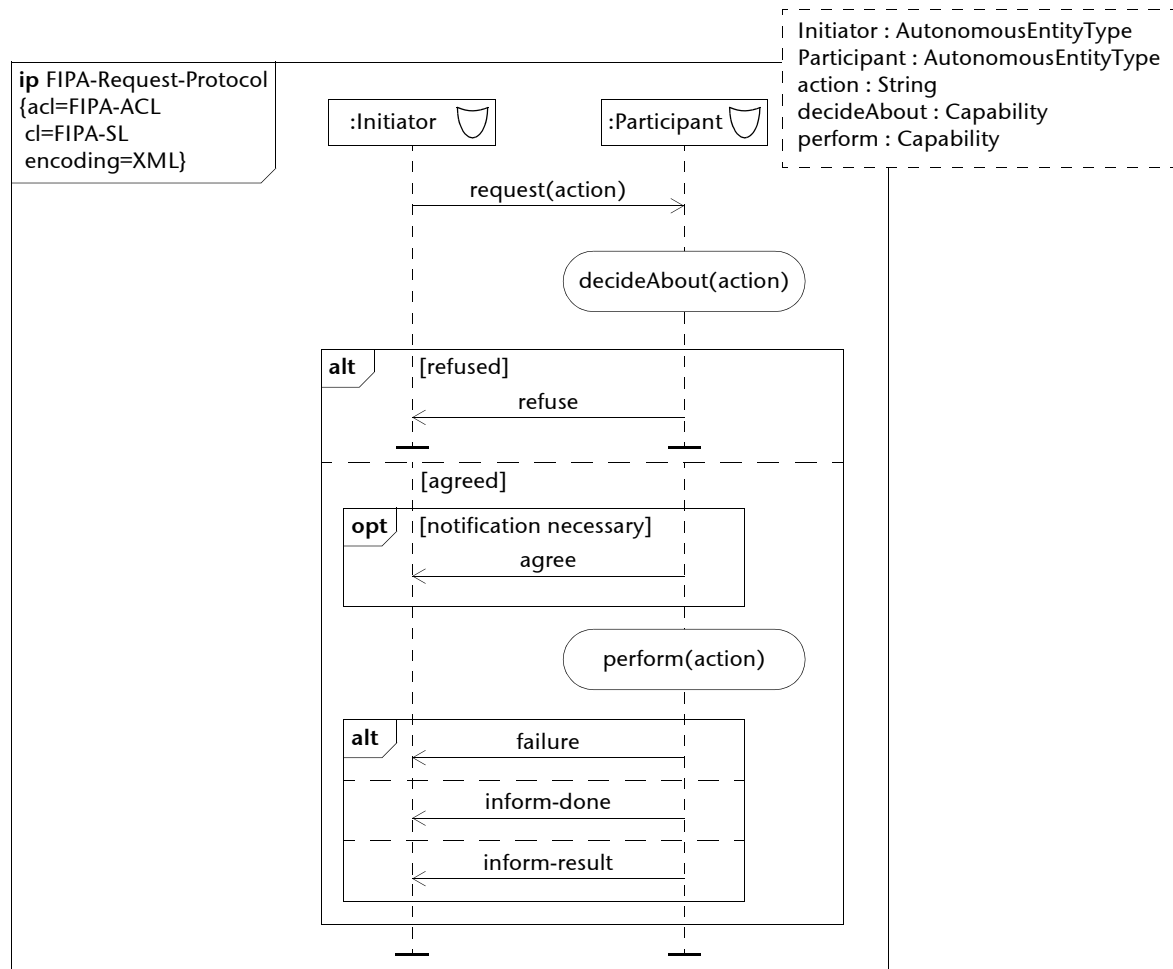 Initiator : AutonomousEntityType
Participant : AutonomousEntityType
action : String
decideAbout : Capability
perform : Capability
ip FIPA-Request-Protocol
{acl=FIPA-ACL
cl=FIPA-SL
encoding=XML}
:Initiator
:Participant
request(action)
decideAbout(action)
alt
[refused]
refuse
[agreed]
opt
[notification necessary]
agree
perform(action)
alt
failure
inform-done
inform-result